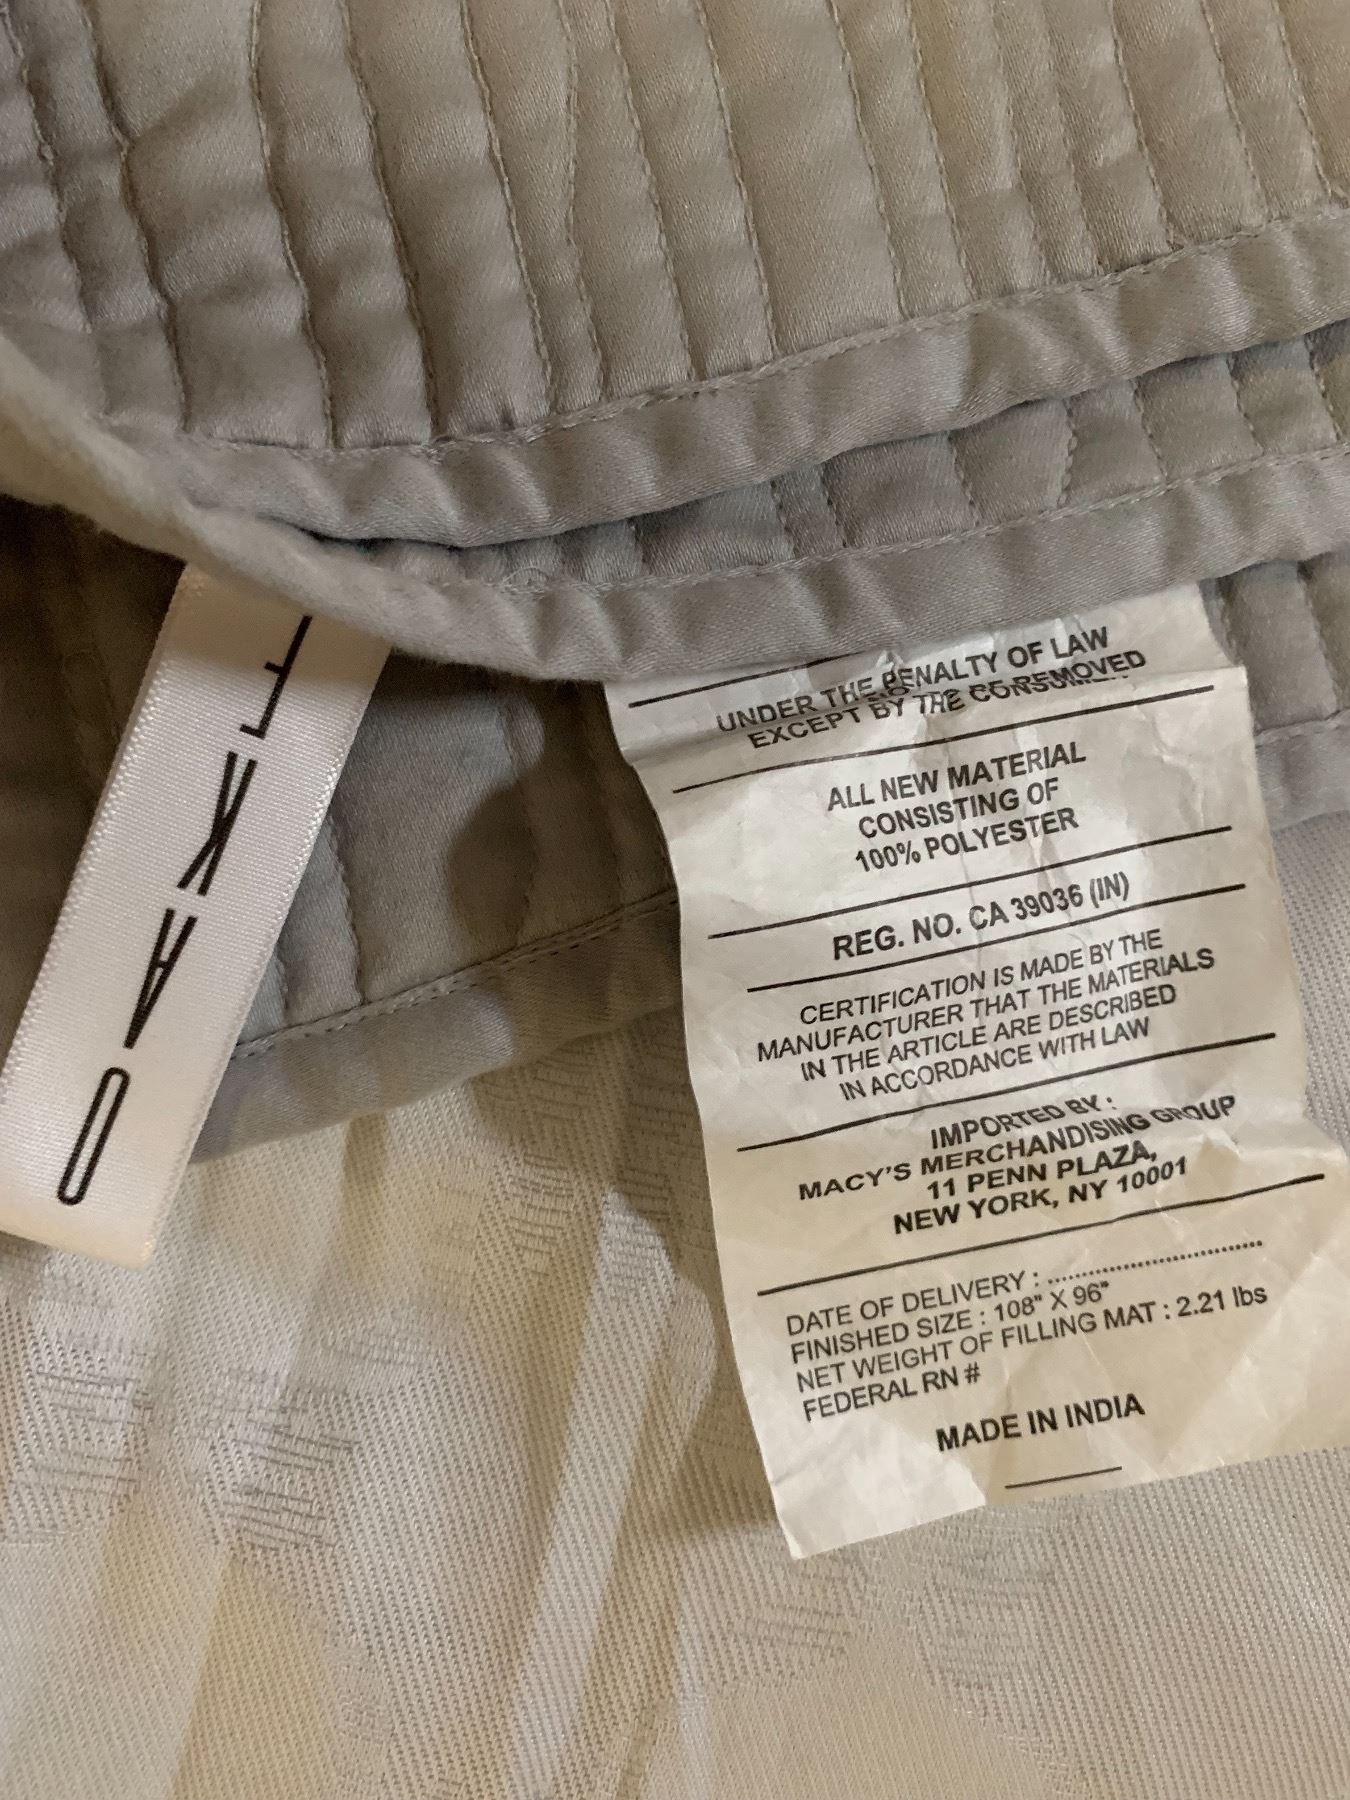 UNDER THE PENALTY OF LAW
EXCEPT BY THE CONSUMER
ALL NEW MATERIAL
CONSISTING OF
100% POLYESTER
REG. NO. CA 39036 (IN)
CERTIFICATION IS MADE BY THE
MANUFACTURER THAT THE MATERIALS
IN THE ARTICLE ARE DESCRIBED
IN ACCORDANCE WITH LAW
IMPORTED BY :
MACY'S MERCHANDISING GROUP
11 PENN PLAZA,
NEW YORK, NY 10001
DATE OF DELIVERY : ................................
FINISHED SIZE : 108" X 96"
NET WEIGHT OF FILLING MAT : 2.21 lbs
FEDERAL RN #
MADE IN INDIA